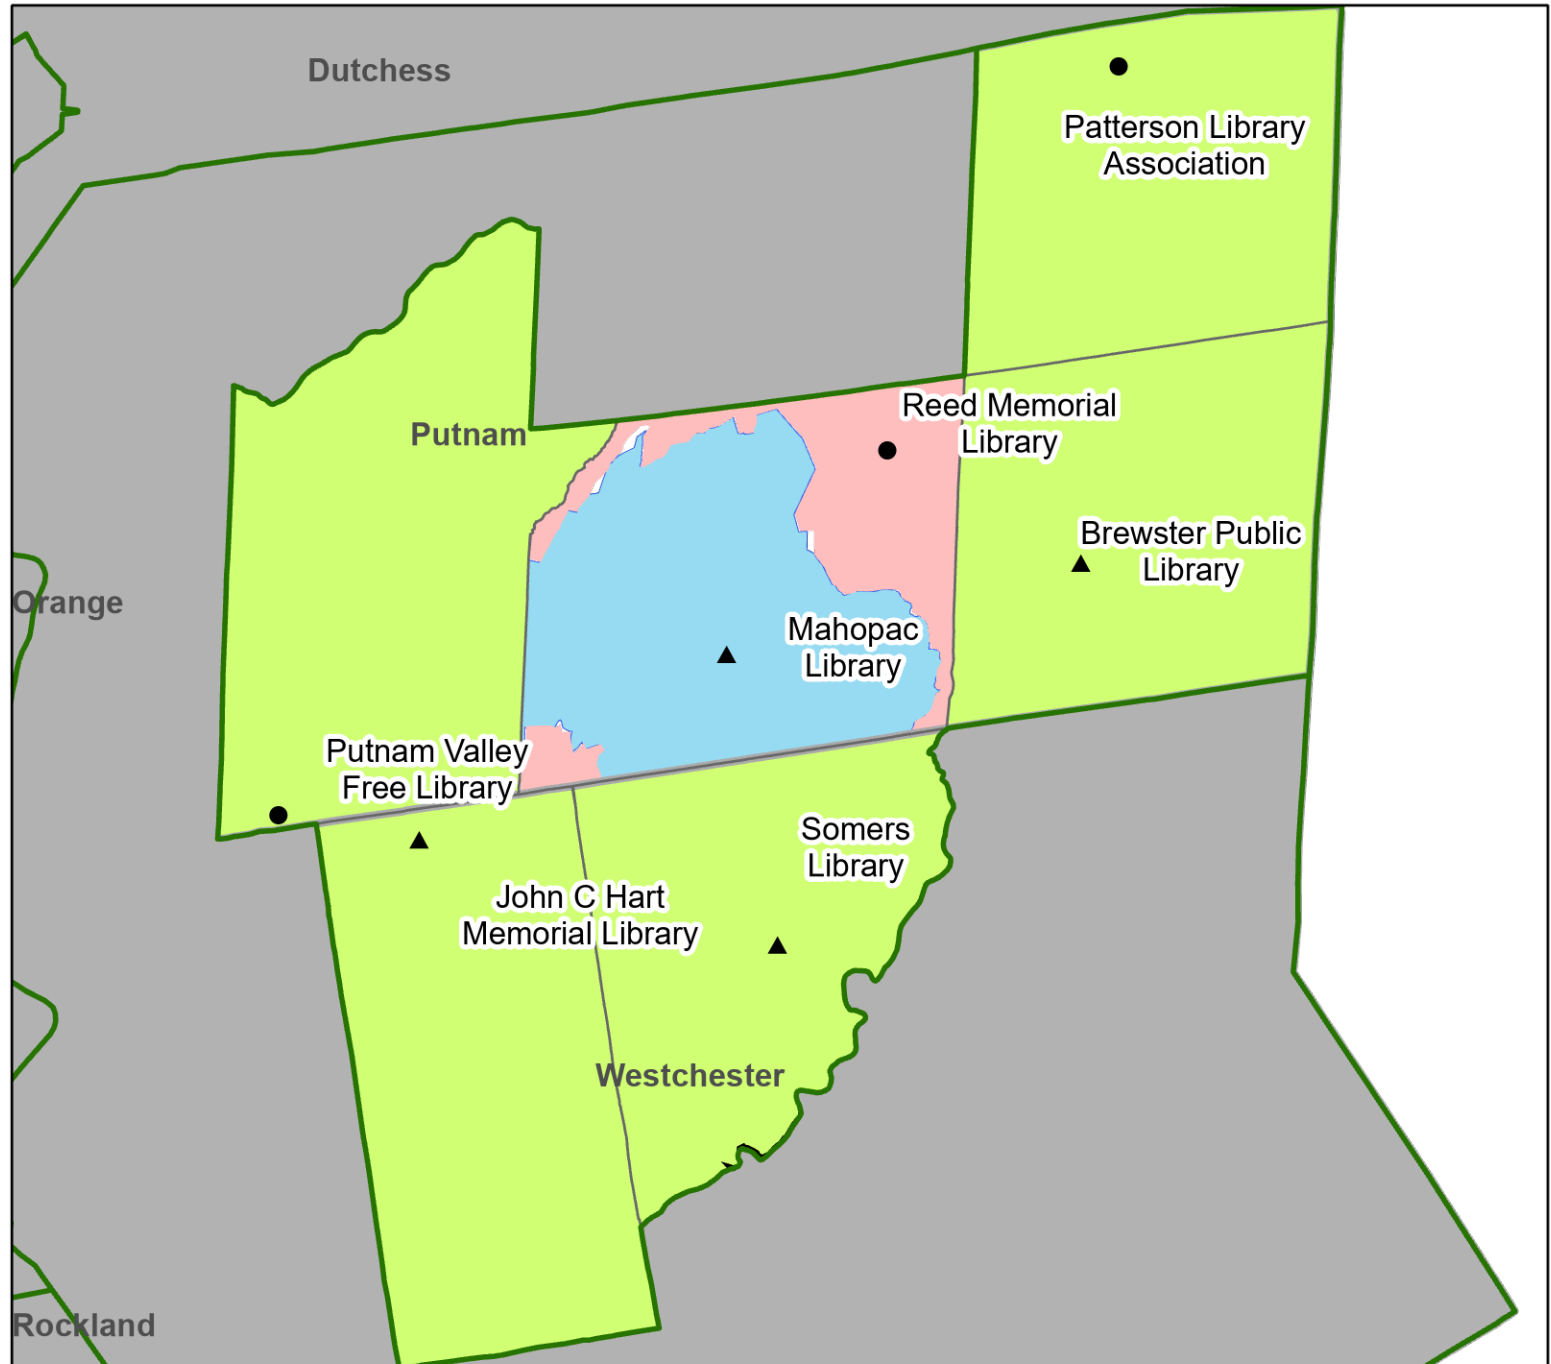 Dutchess
Patterson Library
Association
Reed Memorial
Library
Putnam
Brewster Public
Library
Orange
Mahopac
Library
Putnam Valley
Free Library
Somers
Library
John C Hart
Memorial Library
Westchester
Rockland